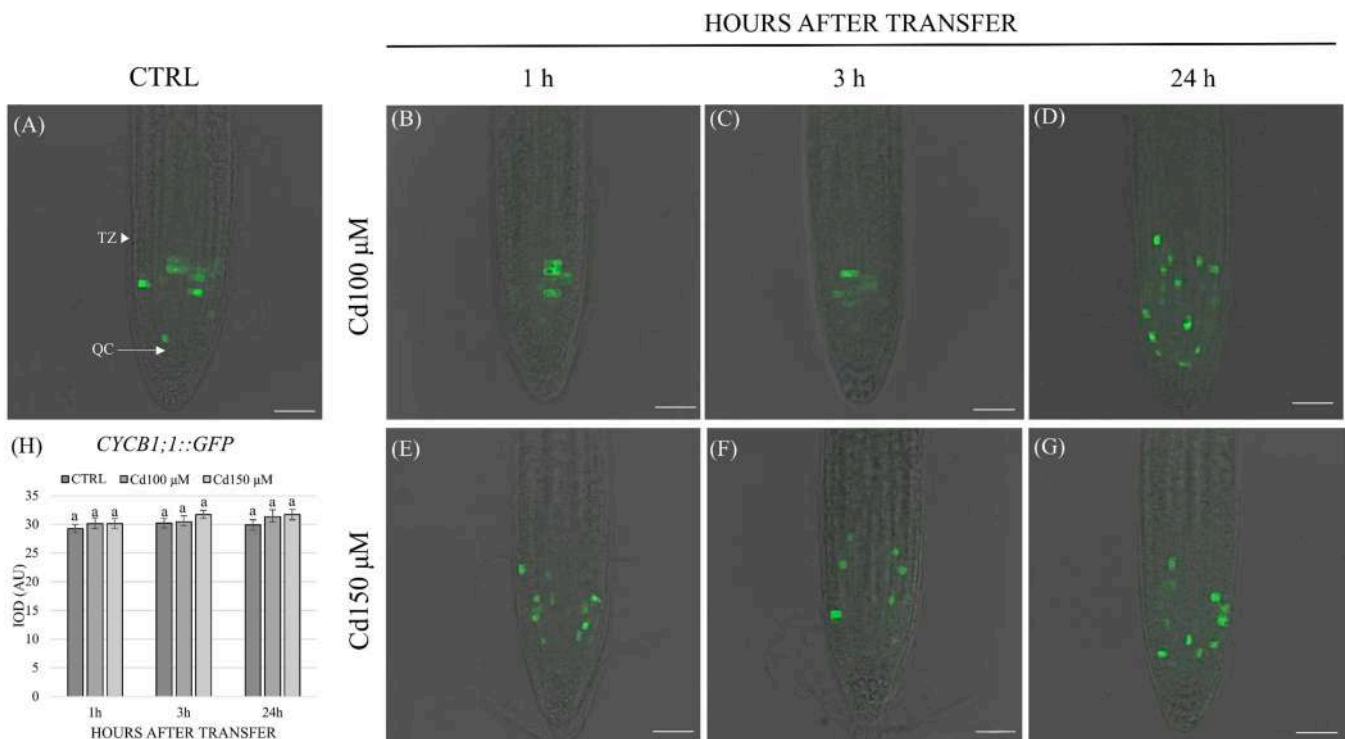 HOURS AFTER TRANSFER
CTRL
1 h
3 h
24 h
(A)
TZ
QC
Cd100 μM
(B)
(C)
(D)
(H)
CYCB1;1::GFP
CTRL Cd100 μM Cd150 μM
IOD (AU)
35
30
25
20
15
10
5
0
a a a
a a a
a a a
1h
3h
24h
HOURS AFTER TRANSFER
Cd150 μM
(E)
(F)
(G)